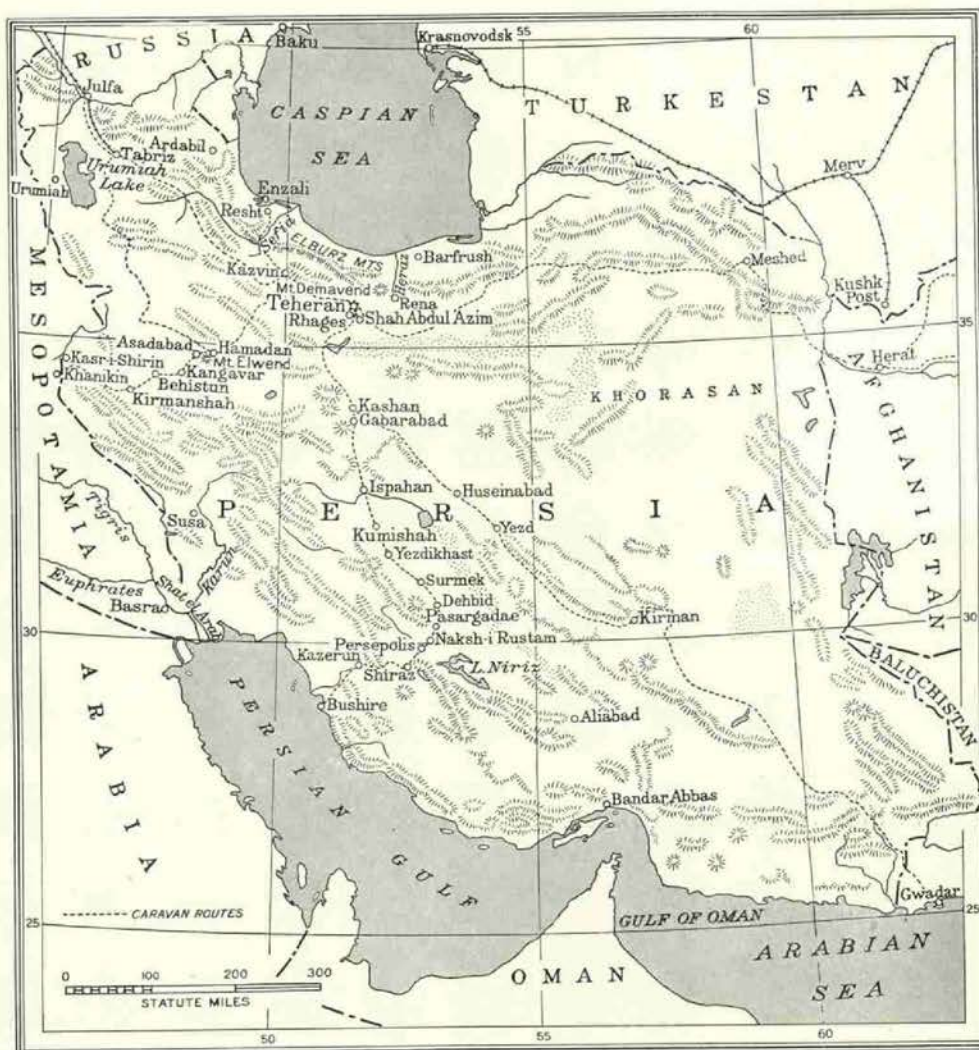 RUSSIA
Baku
Krasnovodsk
55
60
TURKESTAN
Julfa
CASPIAN
SEA
Ardabil
Tabriz
Urumiah
Lake
Urumiah
Merv
Enzali
Resht
Sefid
ELBURZ MTS
Barfrush
Meshed
Kazvin
Mt. Demavend
Heraz
Kushk
Post
Teheran
Rena
Rhages
Shah Abdul Azim
35
MESOPOTAMIA
Asadabad
Hamadan
Mt. Elwend
Kasr-i-Shirin
Kangavar
Khanikin
Behistun
Kirmanshah
Herat
AFGHANISTAN
KHORASAN
Kashan
Gabarabad
Ispahan
Huseinabad
PERSIA
Tigris
Susa
Karun
Kumishah
Yezd
Yezdikhast
Euphrates
Shat el Arab
Surmek
Basra
Dehbid
Pasargadae
Kirman
30
30
Persepolis
Naksh-i Rustam
Kazerun
Shiraz
L. Niriz
BALUCHISTAN
ARABIA
PERSIAN GULF
Bushire
Aliabad
Bandar Abbas
Gwadar
CARAVAN ROUTES
25
25
GULF OF OMAN
ARABIAN
SEA
OMAN
0 100 200 300
STATUTE MILES
50
55
60